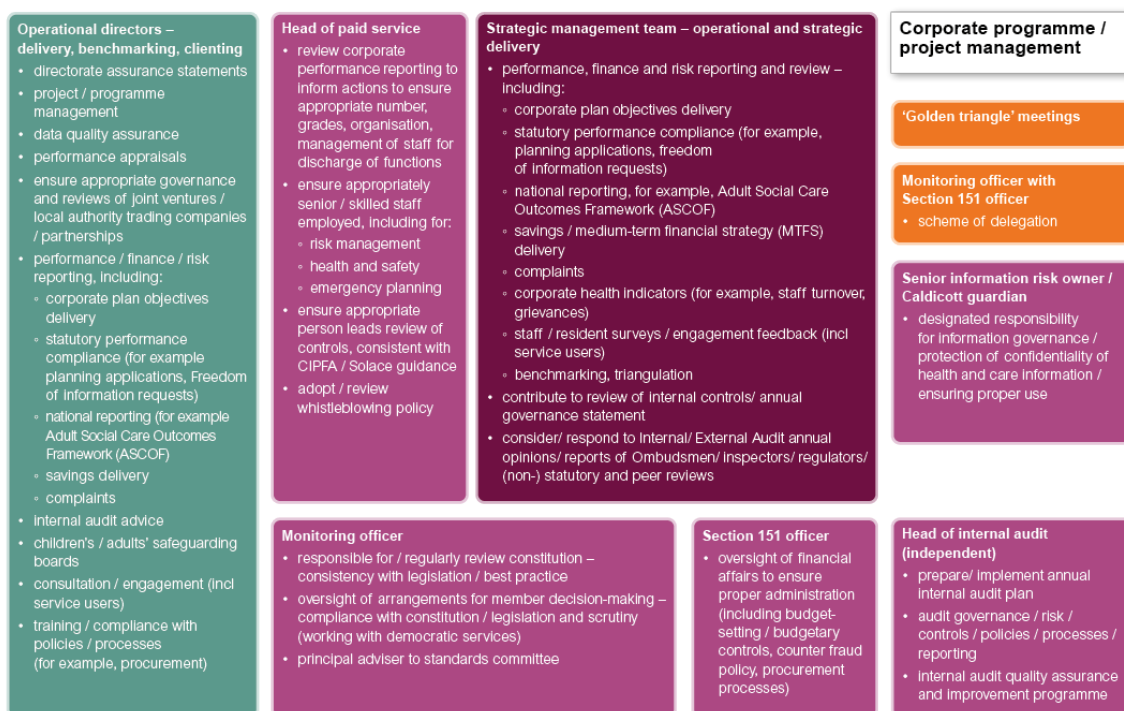 Operational directors –
delivery, benchmarking, clienting
• directorate assurance statements
• project / programme
management
• data quality assurance
• performance appraisals
• ensure appropriate governance
and reviews of joint ventures /
local authority trading companies
/ partnerships
• performance / finance / risk
reporting, including:
◦ corporate plan objectives
delivery
◦ statutory performance
compliance (for example
planning applications, Freedom
of information requests)
◦ national reporting (for example
Adult Social Care Outcomes
Framework (ASCOF)
◦ savings delivery
◦ complaints
• internal audit advice
• children's / adults' safeguarding
boards
• consultation / engagement (incl
service users)
• training / compliance with
policies / processes
(for example, procurement)
Head of paid service
• review corporate
performance reporting to
inform actions to ensure
appropriate number,
grades, organisation,
management of staff for
discharge of functions
• ensure appropriately
senior / skilled staff
employed, including for:
◦ risk management
◦ health and safety
◦ emergency planning
• ensure appropriate
person leads review of
controls, consistent with
CIPFA / Solace guidance
• adopt / review
whistleblowing policy
Strategic management team – operational and strategic
delivery
• performance, finance and risk reporting and review –
including:
◦ corporate plan objectives delivery
◦ statutory performance compliance (for example,
planning applications, freedom
of information requests)
◦ national reporting, for example, Adult Social Care
Outcomes Framework (ASCOF)
◦ savings / medium-term financial strategy (MTFS)
delivery
◦ complaints
◦ corporate health indicators (for example, staff turnover,
grievances)
◦ staff / resident surveys / engagement feedback (incl
service users)
◦ benchmarking, triangulation
• contribute to review of internal controls/ annual
governance statement
• consider/ respond to Internal/ External Audit annual
opinions/ reports of Ombudsmen/ inspectors/ regulators/
(non-) statutory and peer reviews
Corporate programme /
project management
‘Golden triangle’ meetings
Monitoring officer with
Section 151 officer
• scheme of delegation
Senior information risk owner /
Caldicott guardian
• designated responsibility
for information governance /
protection of confidentiality of
health and care information /
ensuring proper use
Monitoring officer
• responsible for / regularly review constitution –
consistency with legislation / best practice
• oversight of arrangements for member decision-making –
compliance with constitution / legislation and scrutiny
(working with democratic services)
• principal adviser to standards committee
Section 151 officer
• oversight of financial
affairs to ensure
proper administration
(including budget-
setting / budgetary
controls, counter fraud
policy, procurement
processes)
Head of internal audit
(independent)
• prepare/ implement annual
internal audit plan
• audit governance / risk /
controls / policies / processes /
reporting
• internal audit quality assurance
and improvement programme